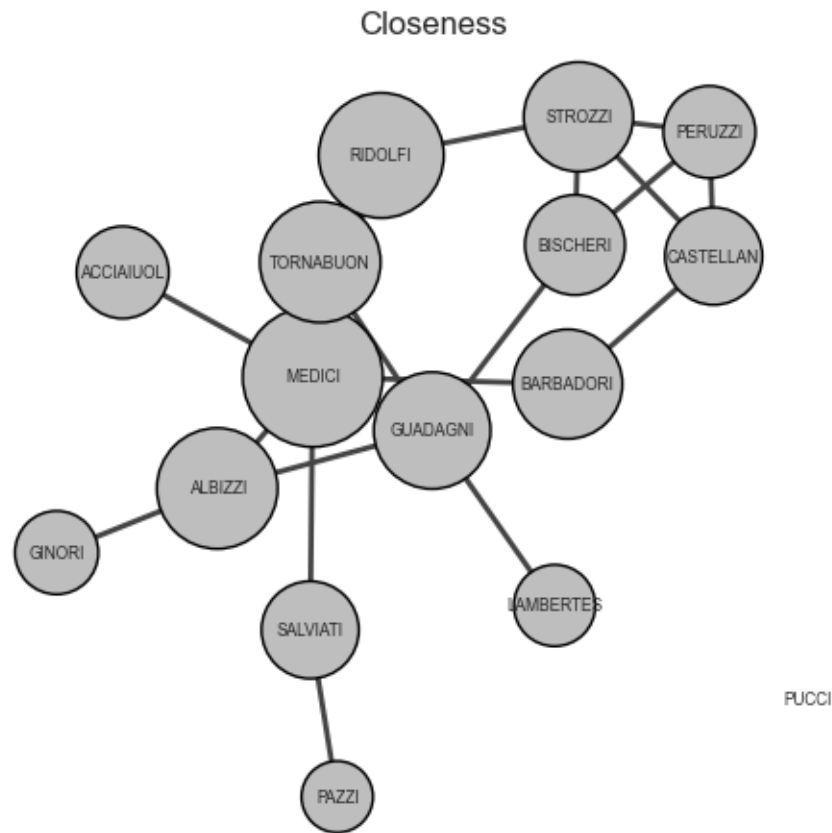 Closeness
STROZZI
PERUZZI
RIDOLFI
BISCHERI
CASTELLAN
TORNABUON
ACCIAIUOL
MEDICI
BARBADORI
GUADAGNI
ALBIZZI
GINORI
LAMBERTES
SALVIATI
PUCCI
PAZZI